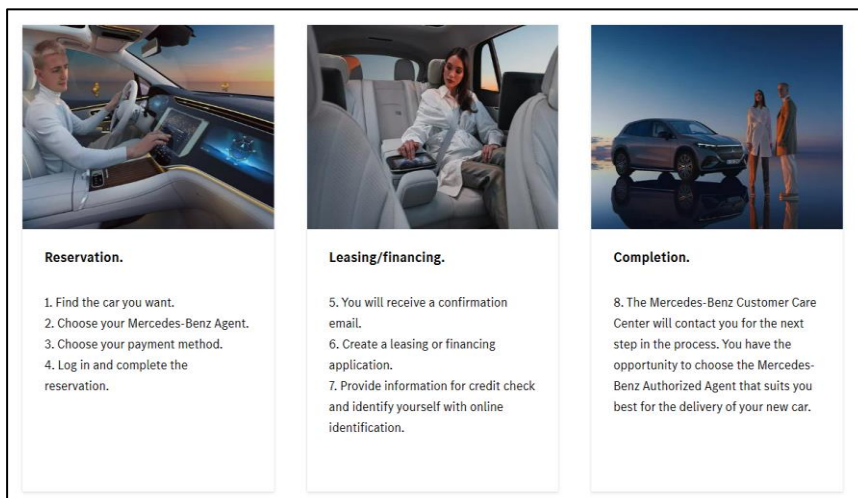 Reservation.
1. Find the car you want.
2. Choose your Mercedes-Benz Agent.
3. Choose your payment method.
4. Log in and complete the
reservation.
Leasing/financing.
5. You will receive a confirmation
email.
6. Create a leasing or financing
application.
7. Provide information for credit check
and identify yourself with online
identification.
Completion.
8. The Mercedes-Benz Customer Care
Center will contact you for the next
step in the process. You have the
opportunity to choose the Mercedes-
Benz Authorized Agent that suits you
best for the delivery of your new car.